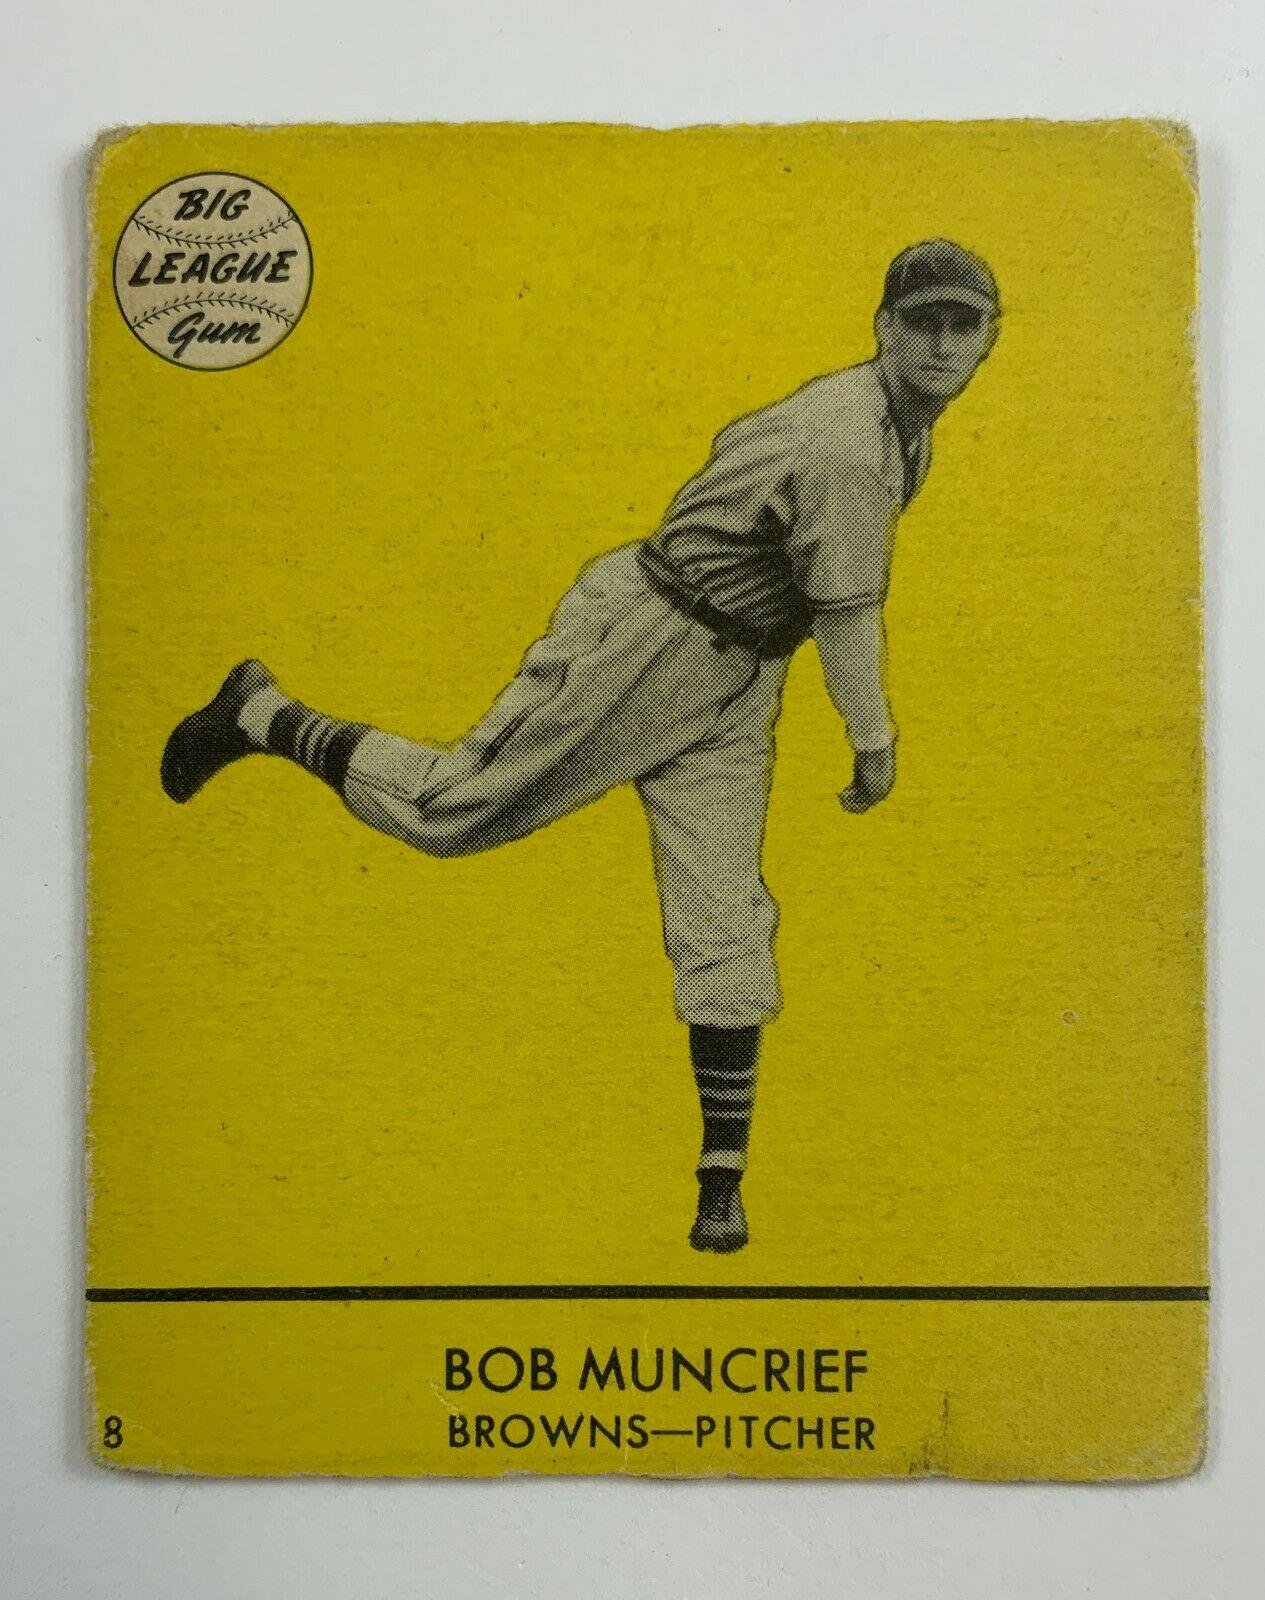 BIG
LEAGUE
Gum
BOB MUNCRIEF
8
BROWNS—PITCHER